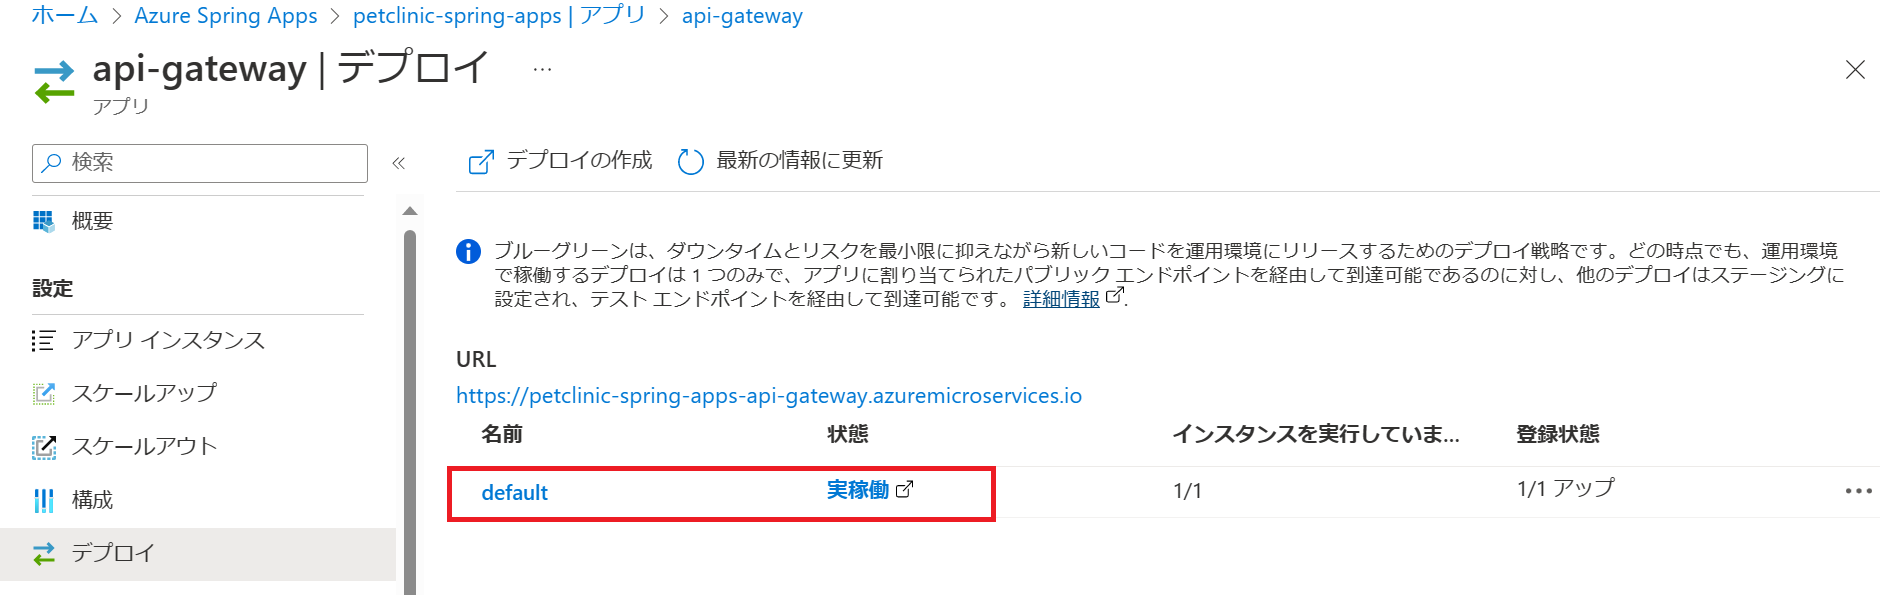 ホーム > Azure Spring Apps > petclinic-spring-apps | アプリ > api-gateway
api-gateway | デプロイ ...
アプリ
検索
概要
設定
アプリ インスタンス
スケールアップ
スケールアウト
構成
デプロイ
デプロイの作成 最新の情報に更新
ブルーグリーンは、ダウンタイムとリスクを最小限に抑えながら新しいコードを運用環境にリリースするためのデプロイ戦略です。どの時点でも、運用環境
で稼働するデプロイは 1 つのみで、アプリに割り当てられたパブリック エンドポイントを経由して到達可能であるのに対し、他のデプロイはステージングに
設定され、テスト エンドポイントを経由して到達可能です。 詳細情報.
URL
https://petclinic-spring-apps-api-gateway.azuremicroservices.io
名前 状態 インスタンスを実行していま... 登録状態
default 実稼働 1/1 1/1 アップ